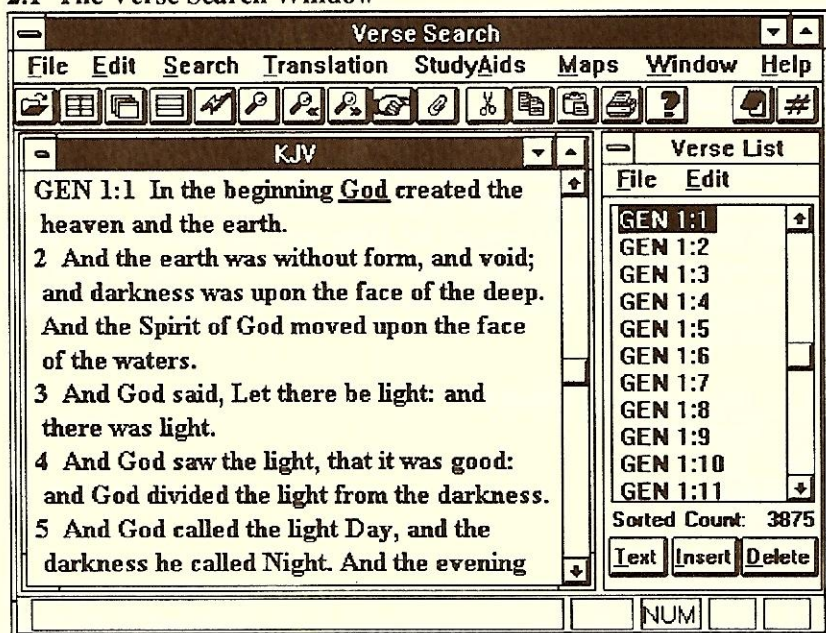 2.1 The Verse Search Window
Verse Search
File Edit Search Translation StudyAids Maps Window Help
KJV
GEN 1:1 In the beginning God created the
heaven and the earth.
2 And the earth was without form, and void;
and darkness was upon the face of the deep.
And the Spirit of God moved upon the face
of the waters.
3 And God said, Let there be light: and
there was light.
4 And God saw the light, that it was good:
and God divided the light from the darkness.
5 And God called the light Day, and the
darkness he called Night. And the evening
Verse List
File Edit
GEN 1:1
GEN 1:2
GEN 1:3
GEN 1:4
GEN 1:5
GEN 1:6
GEN 1:7
GEN 1:8
GEN 1:9
GEN 1:10
GEN 1:11
Sorted Count: 3875
Text Insert Delete
NUM